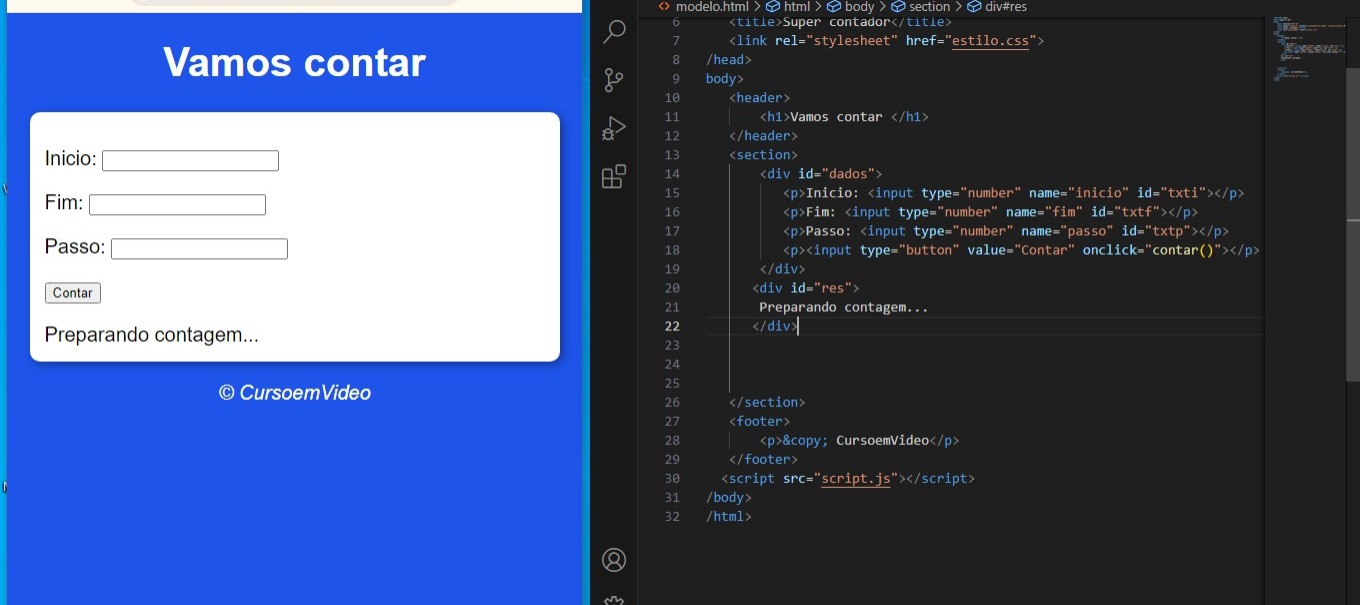 Vamos contar
Inicio:
Fim:
Passo:
Contar
Preparando contagem...
© CursoemVideo
<> modelo.html > html > body > section > div#res
6 <title>Super contador</title>
7 <link rel="stylesheet" href="estilo.css">
8 /head>
9 body>
10 <header>
11 <h1>Vamos contar </h1>
12 </header>
13 <section>
14 <div id="dados">
15 <p>Inicio: <input type="number" name="inicio" id="txti"></p>
16 <p>Fim: <input type="number" name="fim" id="txtf"></p>
17 <p>Passo: <input type="number" name="passo" id="txtp"></p>
18 <p><input type="button" value="Contar" onclick="contar()"></p>
19 </div>
20 <div id="res">
21 Preparando contagem...
22 </div>
23
24
25
26 </section>
27 <footer>
28 <p>&copy; CursoemVideo</p>
29 </footer>
30 <script src="script.js"></script>
31 /body>
32 /html>